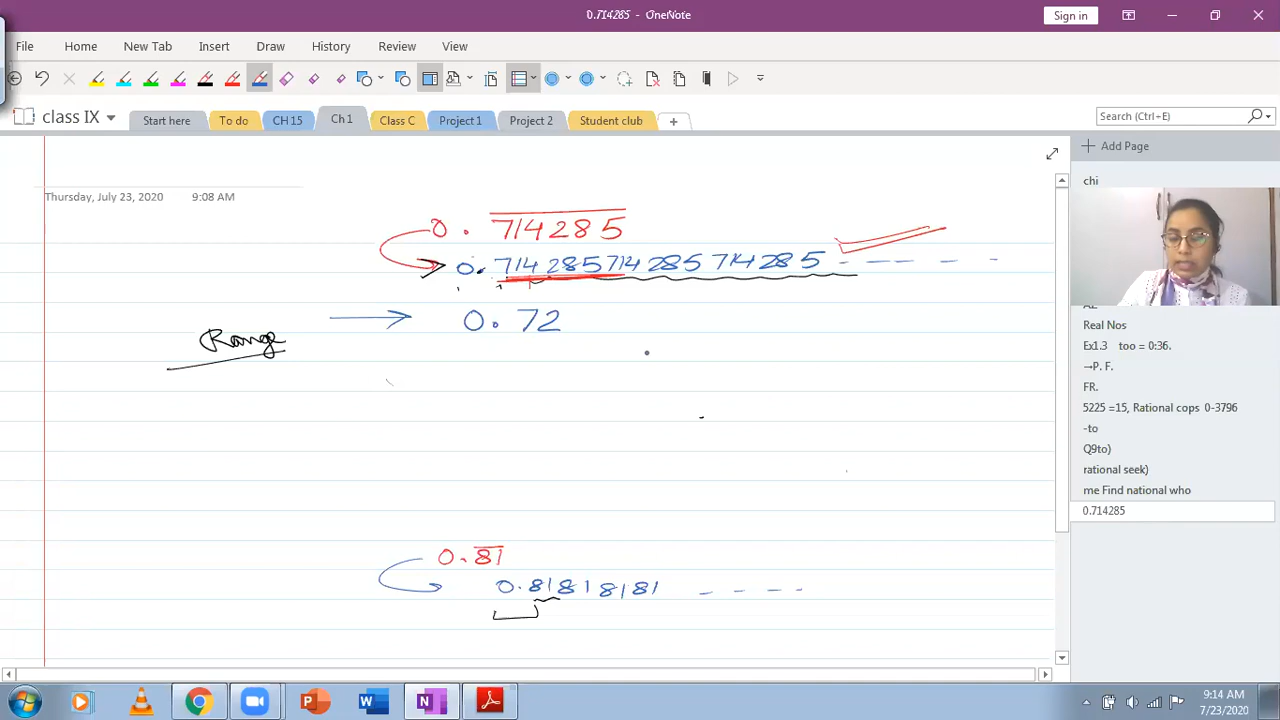 0.714285 - OneNote
Sign in
File Home New Tab Insert Draw History Review View
class IX
Start here To do CH 15 Ch 1 Class C Project 1 Project 2 Student club
Search (Ctrl+E)
Add Page
Thursday, July 23, 2020 9:08 AM
0.714285
0.714285714285714285 - - - -
0.72
Range
0.81
0.81818181 - - - -
chi
Real Nos
Ex1.3 too = 0:36.
→P. F.
FR.
5225 =15, Rational cops 0-3796
-to
Q9to)
rational seek)
me Find national who
0.714285
9:14 AM
7/23/2020